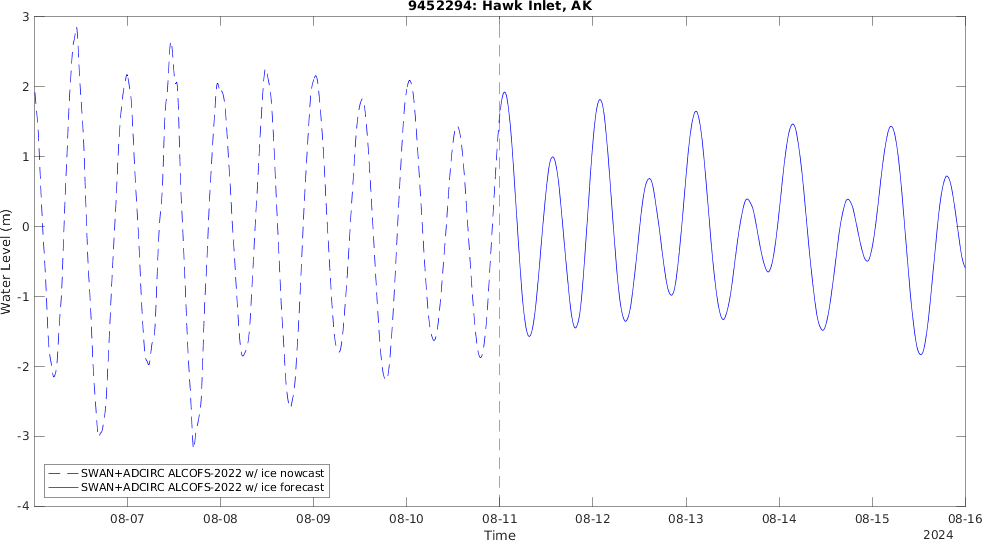 9452294: Hawk Inlet, AK
Water Level (m)
3
2
1
0
-1
-2
-3
-4
SWAN+ADCIRC ALCOFS-2022 w/ ice nowcast
SWAN+ADCIRC ALCOFS-2022 w/ ice forecast
08-07 08-08 08-09 08-10 08-11 08-12 08-13 08-14 08-15 08-16
Time
2024